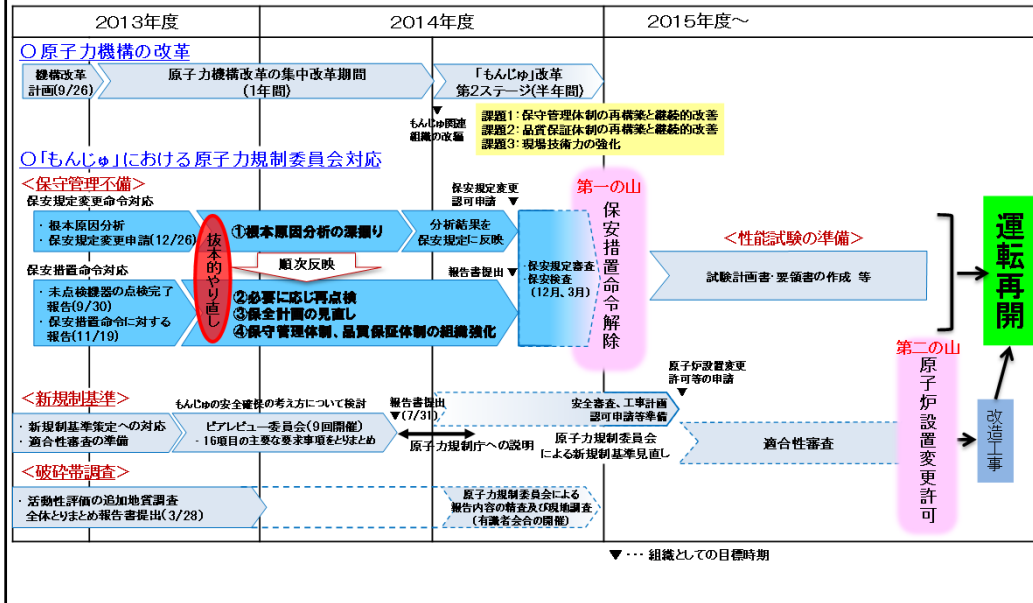 2013年度
2014年度
2015年度～
○原子力機構の改革
機構改革
計画(9/26)
原子力機構改革の集中改革期間
(1年間)
「もんじゅ」改革
第2ステージ(半年間)
▼
もんじゅ関連
組織の改編
課題1：保守管理体制の再構築と継続的改善
課題2：品質保証体制の再構築と継続的改善
課題3：現場技術力の強化
○「もんじゅ」における原子力規制委員会対応
＜保守管理不備＞
保安規定変更命令対応
・根本原因分析
・保安規定変更申請(12/26)
保安措置命令対応
・未点検機器の点検完了
報告(9/30)
・保安措置命令に対する
報告(11/19)
抜本的やり直し
①根本原因分析の深掘り
順次反映
②必要に応じ再点検
③保全計画の見直し
④保守管理体制、品質保証体制の組織強化
分析結果を
保安規定に反映
保安規定変更
認可申請 ▼
報告書提出 ▼
・保安規定審査
・保安検査
(12月、3月)
第一の山
保安措置命令解除
＜性能試験の準備＞
試験計画書・要領書の作成 等
運転再開
第二の山
原子炉設置変更許可
改造工事
＜新規制基準＞
・新規制基準策定への対応
・適合性審査の準備
もんじゅの安全確保の考え方について検討
ピアレビュー委員会(9回開催)
・16項目の主要な要求事項をとりまとめ
報告書提出
▼(7/31)
原子力規制庁への説明
原子炉設置変更
許可等の申請
▼
安全審査、工事計画
認可申請等準備
原子力規制委員会
による新規制基準見直し
適合性審査
＜破砕帯調査＞
・活動性評価の追加地質調査
全体とりまとめ報告書提出(3/28)
原子力規制委員会による
報告内容の精査及び現地調査
(有識者会合の開催)
▼･･･組織としての目標時期